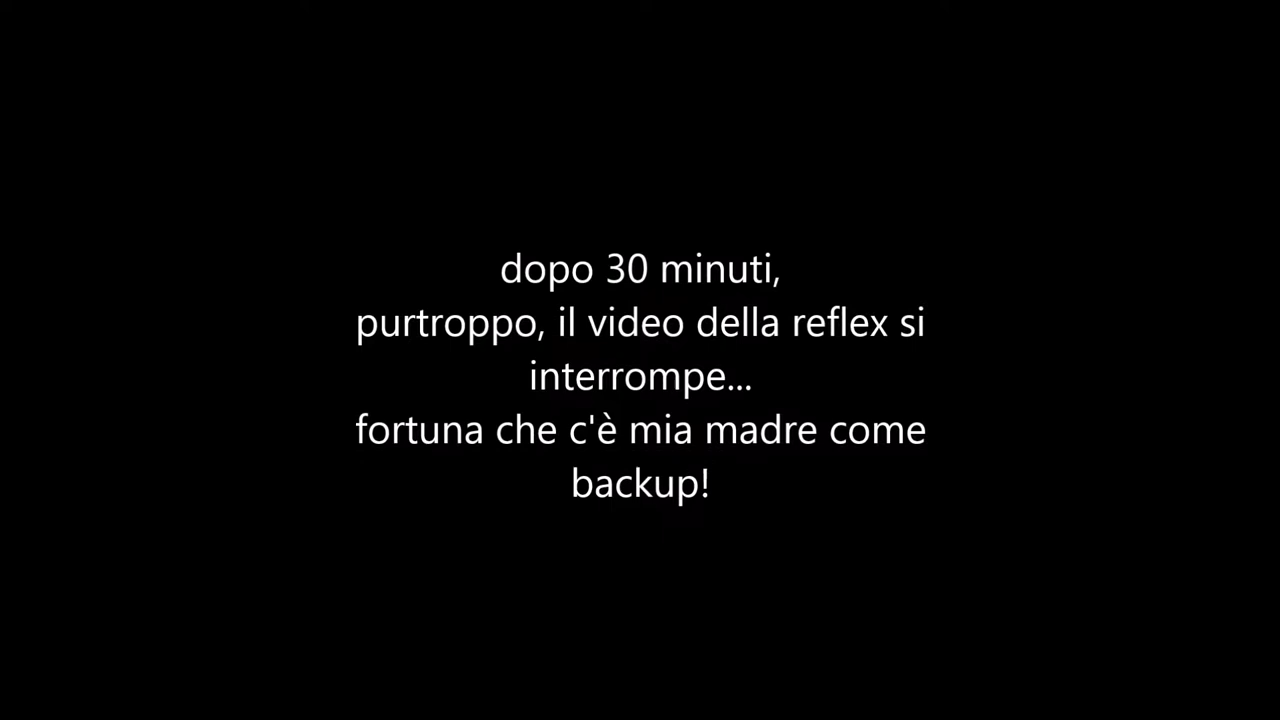 dopo 30 minuti,
purtroppo, il video della reflex si
interrompe...
fortuna che c'è mia madre come
backup!